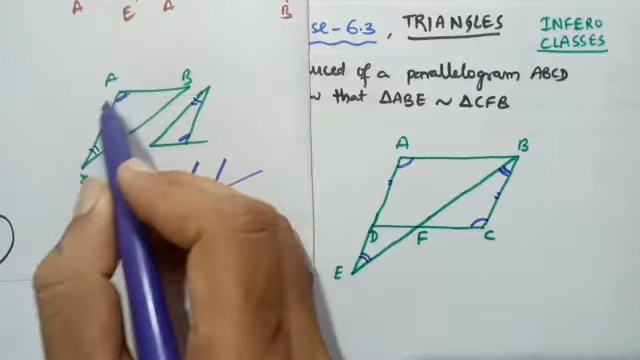 A E A B
se-6.3, TRIANGLES INFERO
CLASSES
uced of a parallelogram ABCD
w that ΔABE ~ ΔCFB
A B
A B
D F C
E